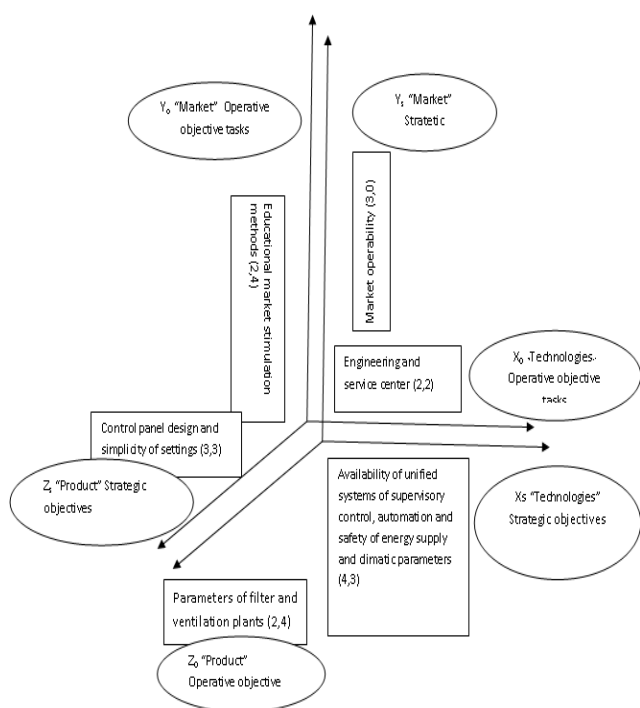 Y₀ “Market” Operative
objective tasks
Yₛ “Market”
Stratetic
Educational market stimulation
methods (2,4)
Market operability (3,0)
Engineering and
service center (2,2)
X₀ “Technologies”
Operative objective
tasks
Control panel design and
simplicity of settings (3,3)
Zₛ “Product” Strategic
objectives
Availability of unified
systems of supervisory
control, automation and
safety of energy supply
and dimatic parameters
(4,3)
Xs “Technologies”
Strategic objectives
Parameters of filter and
ventilation plants (2,4)
Z₀ “Product”
Operative objective